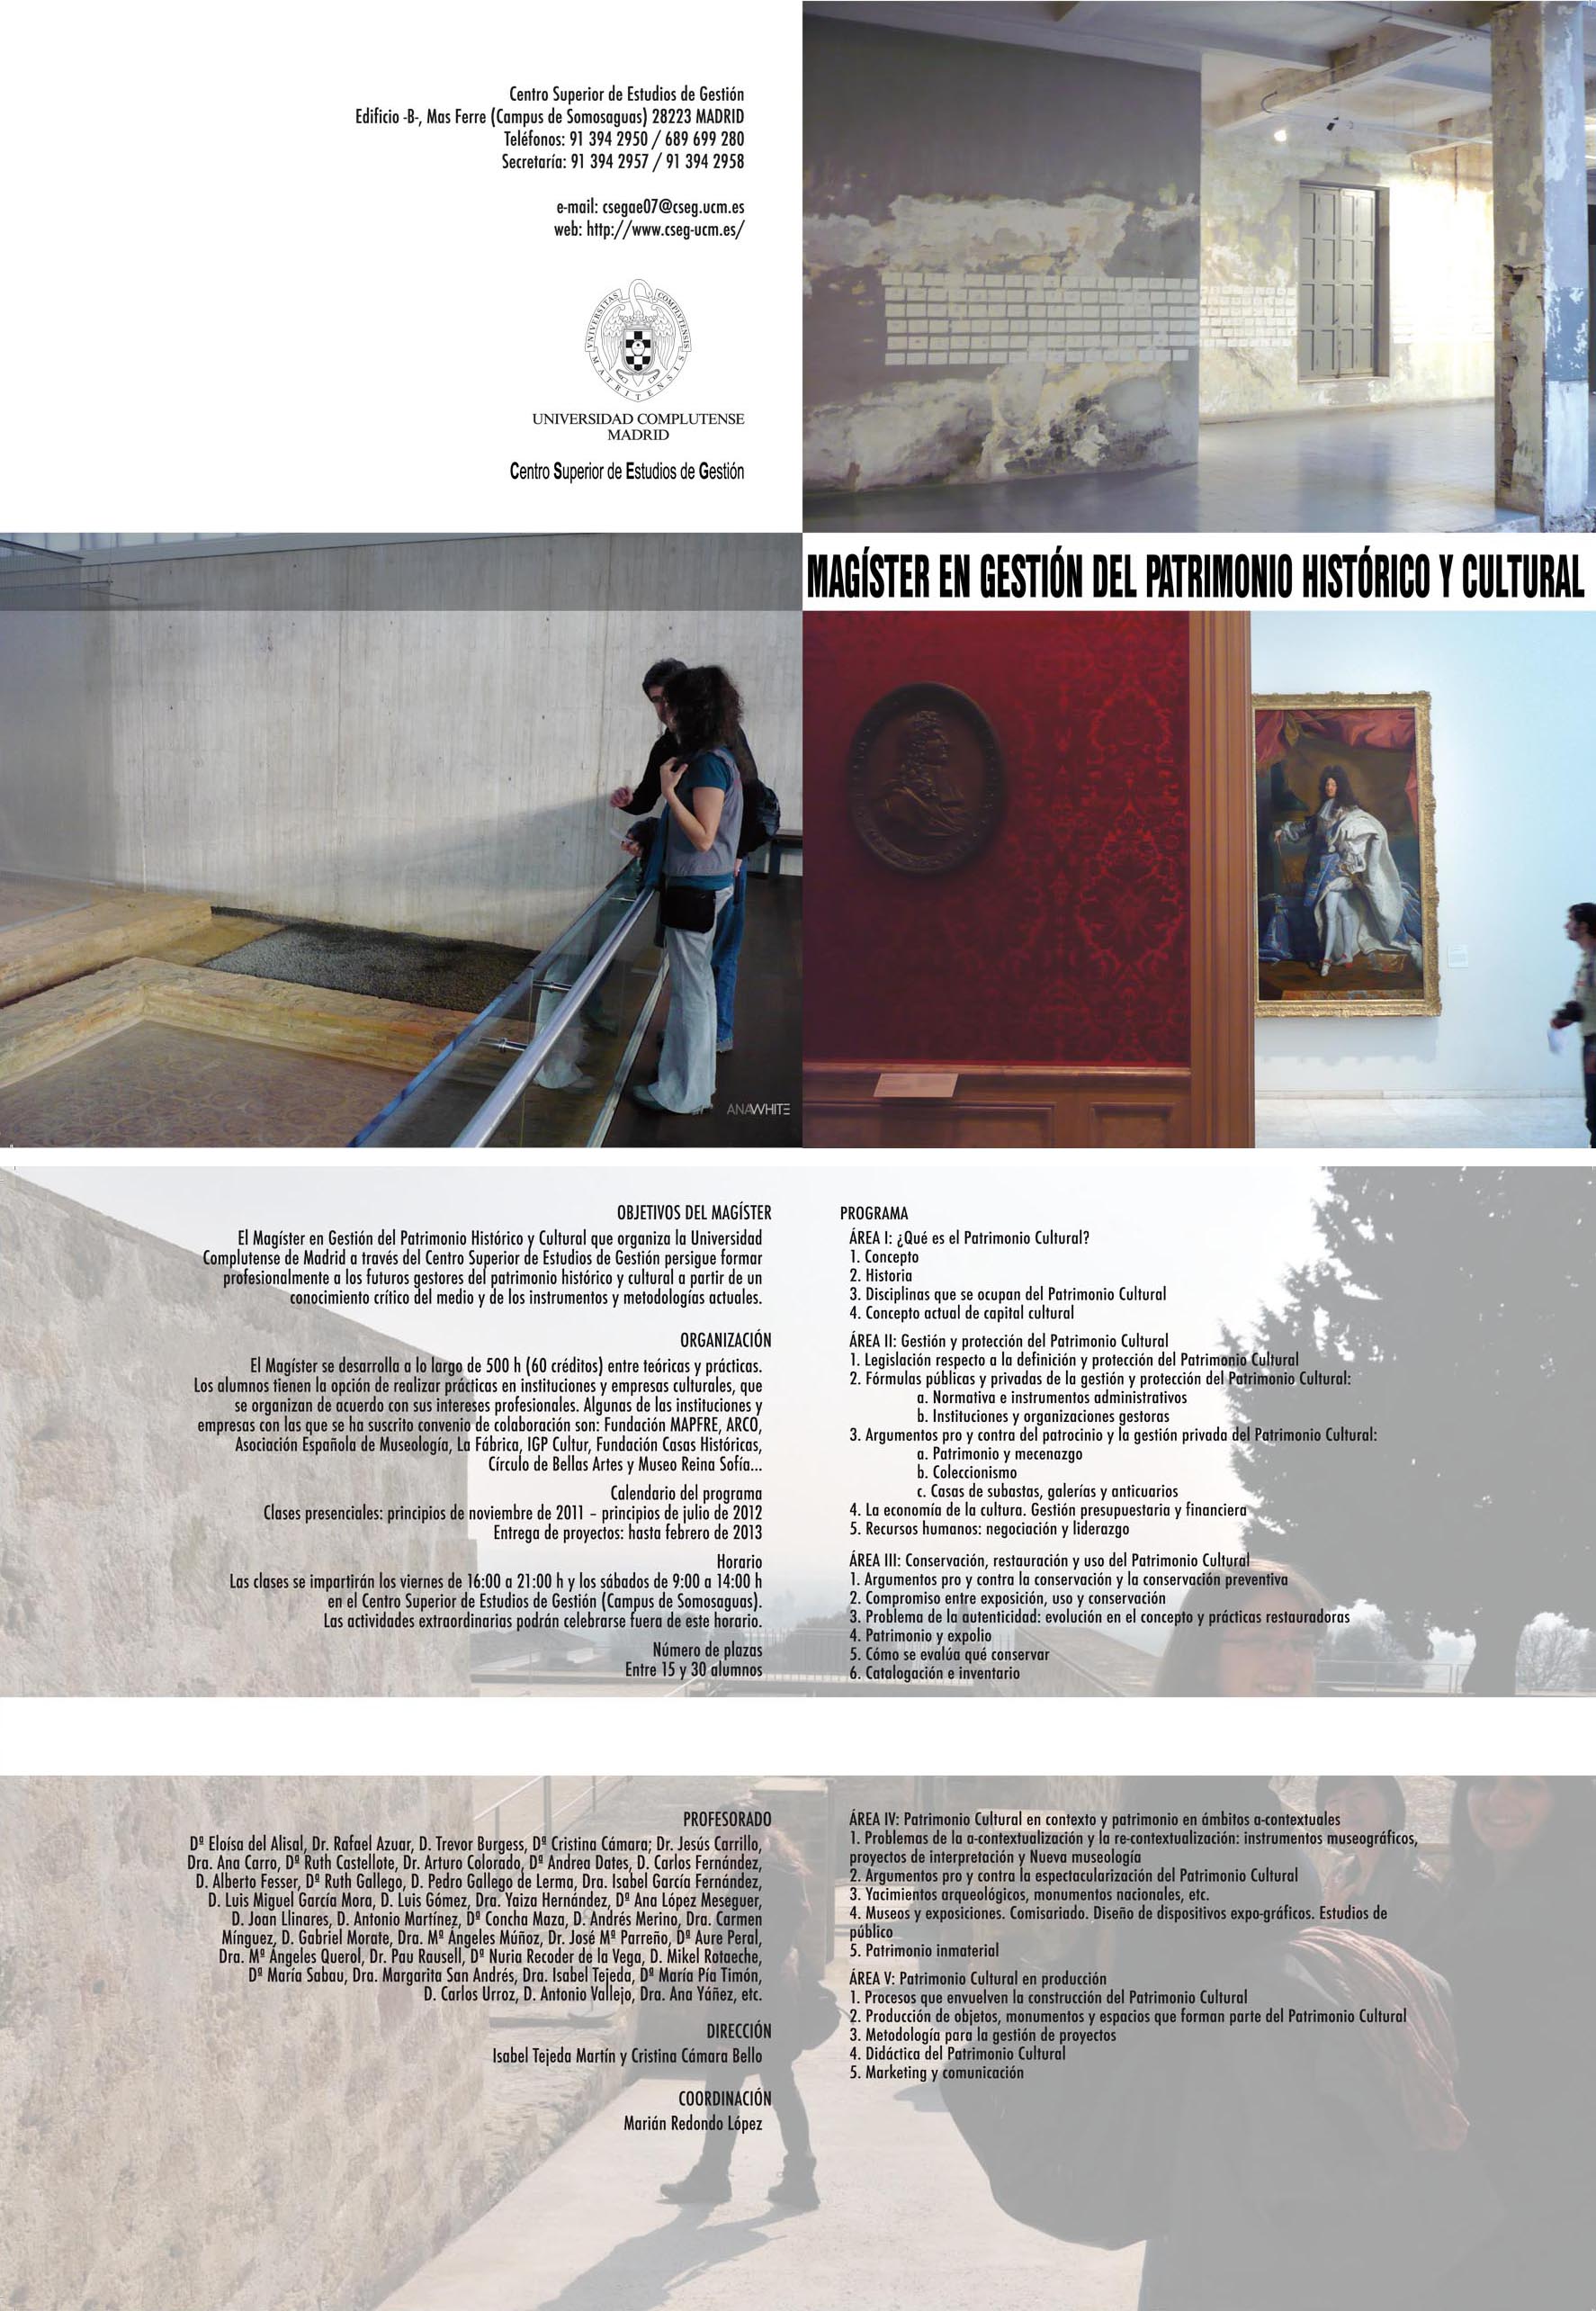 Centro Superior de Estudios de Gestión
Edificio -B-, Mas Ferre (Campus de Somosaguas) 28223 MADRID
Teléfonos: 91 394 2950 / 689 699 280
Secretaría: 91 394 2957 / 91 394 2958
e-mail: csegae07@cseg.ucm.es
web: http://www.cseg-ucm.es/
VNIVERSITAS COMPLVTENSIS
MATRITENSIS
UNIVERSIDAD COMPLUTENSE
MADRID
Centro Superior de Estudios de Gestión
MAGÍSTER EN GESTIÓN DEL PATRIMONIO HISTÓRICO Y CULTURAL
ANAWHITE
OBJETIVOS DEL MAGÍSTER
El Magíster en Gestión del Patrimonio Histórico y Cultural que organiza la Universidad
Complutense de Madrid a través del Centro Superior de Estudios de Gestión persigue formar
profesionalmente a los futuros gestores del patrimonio histórico y cultural a partir de un
conocimiento crítico del medio y de los instrumentos y metodologías actuales.
ORGANIZACIÓN
El Magíster se desarrolla a lo largo de 500 h (60 créditos) entre teóricas y prácticas.
Los alumnos tienen la opción de realizar prácticas en instituciones y empresas culturales, que
se organizan de acuerdo con sus intereses profesionales. Algunas de las instituciones y
empresas con las que se ha suscrito convenio de colaboración son: Fundación MAPFRE, ARCO,
Asociación Española de Museología, La Fábrica, IGP Cultur, Fundación Casas Históricas,
Círculo de Bellas Artes y Museo Reina Sofía...
Calendario del programa
Clases presenciales: principios de noviembre de 2011 – principios de julio de 2012
Entrega de proyectos: hasta febrero de 2013
Horario
Las clases se impartirán los viernes de 16:00 a 21:00 h y los sábados de 9:00 a 14:00 h
en el Centro Superior de Estudios de Gestión (Campus de Somosaguas).
Las actividades extraordinarias podrán celebrarse fuera de este horario.
Número de plazas
Entre 15 y 30 alumnos
PROGRAMA
ÁREA I: ¿Qué es el Patrimonio Cultural?
1. Concepto
2. Historia
3. Disciplinas que se ocupan del Patrimonio Cultural
4. Concepto actual de capital cultural
ÁREA II: Gestión y protección del Patrimonio Cultural
1. Legislación respecto a la definición y protección del Patrimonio Cultural
2. Fórmulas públicas y privadas de la gestión y protección del Patrimonio Cultural:
a. Normativa e instrumentos administrativos
b. Instituciones y organizaciones gestoras
3. Argumentos pro y contra del patrocinio y la gestión privada del Patrimonio Cultural:
a. Patrimonio y mecenazgo
b. Coleccionismo
c. Casas de subastas, galerías y anticuarios
4. La economía de la cultura. Gestión presupuestaria y financiera
5. Recursos humanos: negociación y liderazgo
ÁREA III: Conservación, restauración y uso del Patrimonio Cultural
1. Argumentos pro y contra la conservación y la conservación preventiva
2. Compromiso entre exposición, uso y conservación
3. Problema de la autenticidad: evolución en el concepto y prácticas restauradoras
4. Patrimonio y expolio
5. Cómo se evalúa qué conservar
6. Catalogación e inventario
PROFESORADO
Dª Eloísa del Alisal, Dr. Rafael Azuar, D. Trevor Burgess, Dª Cristina Cámara; Dr. Jesús Carrillo,
Dra. Ana Carro, Dª Ruth Castellote, Dr. Arturo Colorado, Dª Andrea Dates, D. Carlos Fernández,
D. Alberto Fesser, Dª Ruth Gallego, D. Pedro Gallego de Lerma, Dra. Isabel García Fernández,
D. Luis Miguel García Mora, D. Luis Gómez, Dra. Yaiza Hernández, Dª Ana López Meseguer,
D. Joan Llinares, D. Antonio Martínez, Dª Concha Maza, D. Andrés Merino, Dra. Carmen
Mínguez, D. Gabriel Morate, Dra. Mª Ángeles Múñoz, Dr. José Mª Parreño, Dª Aure Peral,
Dra. Mª Ángeles Querol, Dr. Pau Rausell, Dª Nuria Recoder de la Vega, D. Mikel Rotaeche,
Dª María Sabau, Dra. Margarita San Andrés, Dra. Isabel Tejeda, Dª María Pía Timón,
D. Carlos Urroz, D. Antonio Vallejo, Dra. Ana Yáñez, etc.
DIRECCIÓN
Isabel Tejeda Martín y Cristina Cámara Bello
COORDINACIÓN
Marián Redondo López
ÁREA IV: Patrimonio Cultural en contexto y patrimonio en ámbitos a-contextuales
1. Problemas de la a-contextualización y la re-contextualización: instrumentos museográficos,
proyectos de interpretación y Nueva museología
2. Argumentos pro y contra la espectacularización del Patrimonio Cultural
3. Yacimientos arqueológicos, monumentos nacionales, etc.
4. Museos y exposiciones. Comisariado. Diseño de dispositivos expo-gráficos. Estudios de
público
5. Patrimonio inmaterial
ÁREA V: Patrimonio Cultural en producción
1. Procesos que envuelven la construcción del Patrimonio Cultural
2. Producción de objetos, monumentos y espacios que forman parte del Patrimonio Cultural
3. Metodología para la gestión de proyectos
4. Didáctica del Patrimonio Cultural
5. Marketing y comunicación